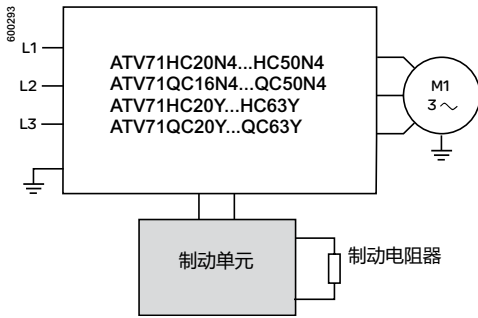 600293
L1
L2
L3
ATV71HC20N4...HC50N4
ATV71QC16N4...QC50N4
ATV71HC20Y...HC63Y
ATV71QC20Y...QC63Y
M1
3～
制动单元
制动电阻器